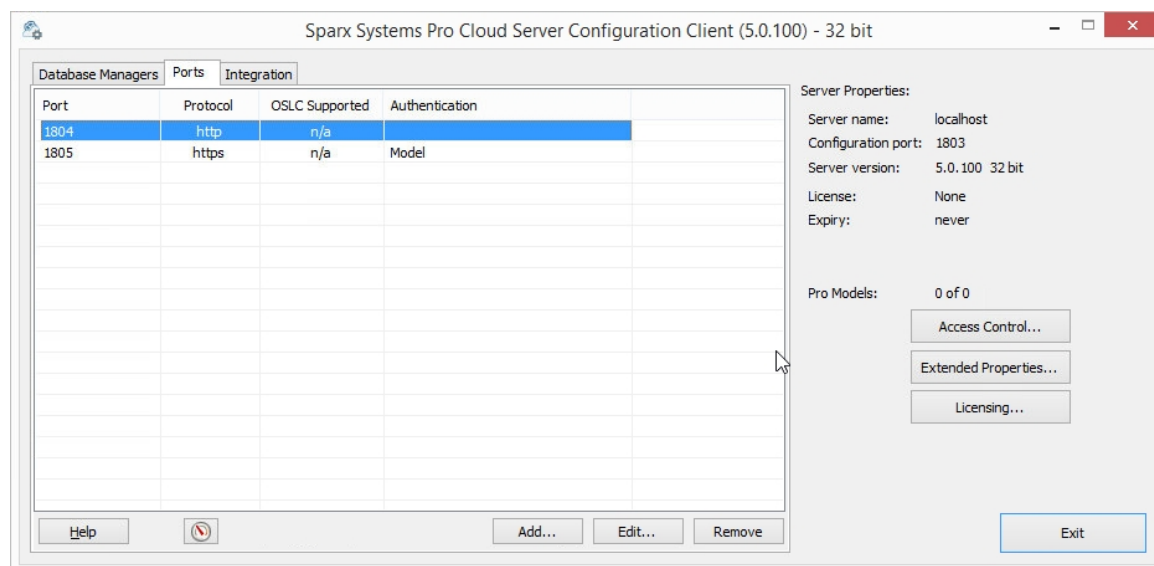 Sparx Systems Pro Cloud Server Configuration Client (5.0.100) - 32 bit
Database Managers Ports Integration
Port Protocol OSLC Supported Authentication
1804 http n/a
1805 https n/a Model
Help
Add... Edit... Remove
Server Properties:
Server name: localhost
Configuration port: 1803
Server version: 5.0.100 32 bit
License: None
Expiry: never
Pro Models: 0 of 0
Access Control...
Extended Properties...
Licensing...
Exit